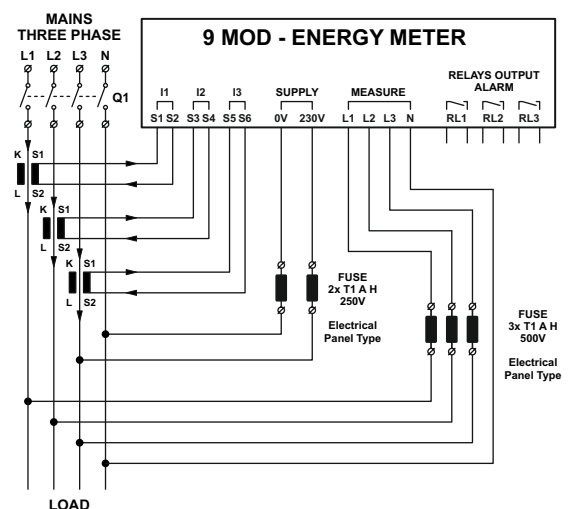 MAINS
THREE PHASE
L1 L2 L3 N
Q1
9 MOD - ENERGY METER
RELAYS OUTPUT
ALARM
I1 I2 I3 SUPPLY MEASURE
S1 S2 S3 S4 S5 S6 0V 230V L1 L2 L3 N RL1 RL2 RL3
K S1
L S2
K S1
L S2
K S1
L S2
FUSE
2x T1 A H
250V
Electrical
Panel Type
FUSE
3x T1 A H
500V
Electrical
Panel Type
LOAD